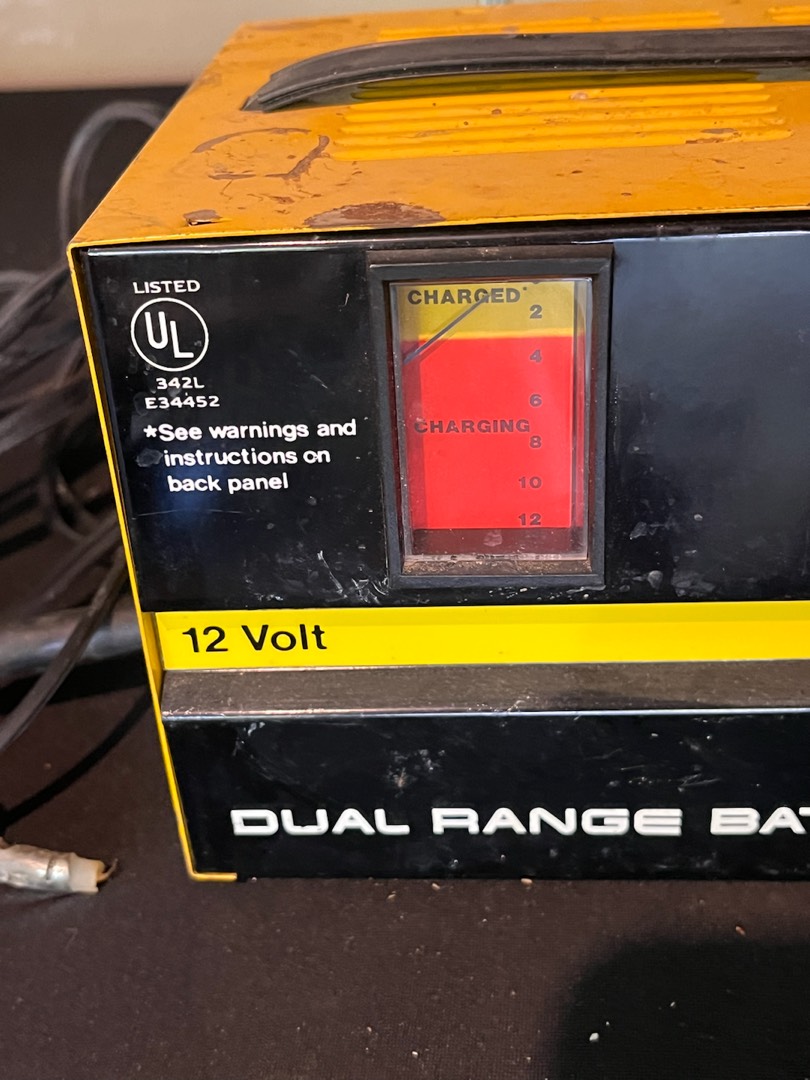 LISTED
UL
342L
E34452
*See warnings and
instructions on
back panel
CHARGED
2
4
6
CHARGING
8
10
12
12 Volt
DUAL RANGE BAT